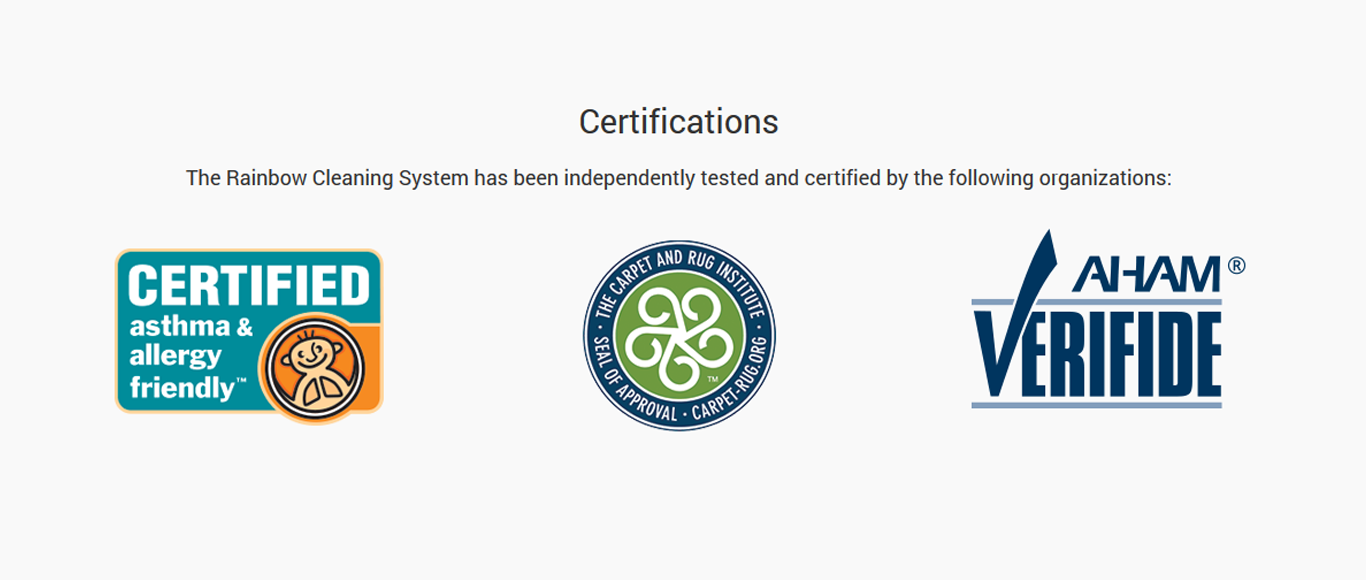 Certifications
The Rainbow Cleaning System has been independently tested and certified by the following organizations:
CERTIFIED
asthma &
allergy
friendly™
· THE CARPET AND RUG INSTITUTE ·
SEAL OF APPROVAL · CARPET-RUG.ORG
TM
AHAM®
VERIFIDE